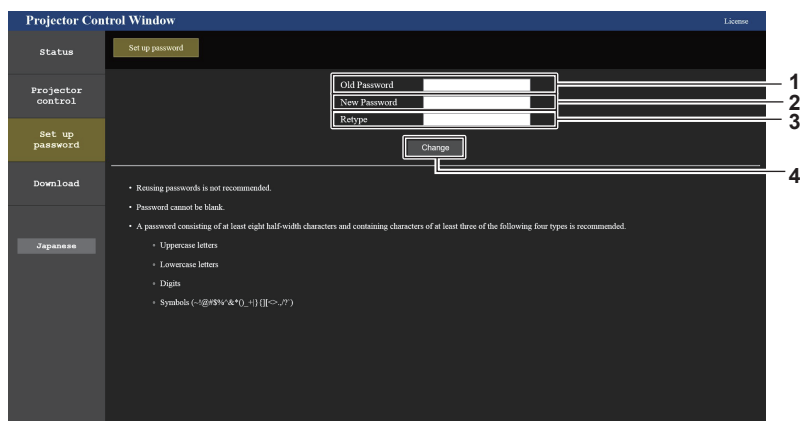 Projector Control Window
License
Status
Set up password
Projector
control
Set up
password
Download
Japanese
Old Password
1
New Password
2
Retype
3
Change
4
• Reusing passwords is not recommended.
• Password cannot be blank.
• A password consisting of at least eight half-width characters and containing characters of at least three of the following four types is recommended.
Uppercase letters
Lowercase letters
Digits
Symbols (~!@#$%^&*()_+|}{][<>.,/?`)